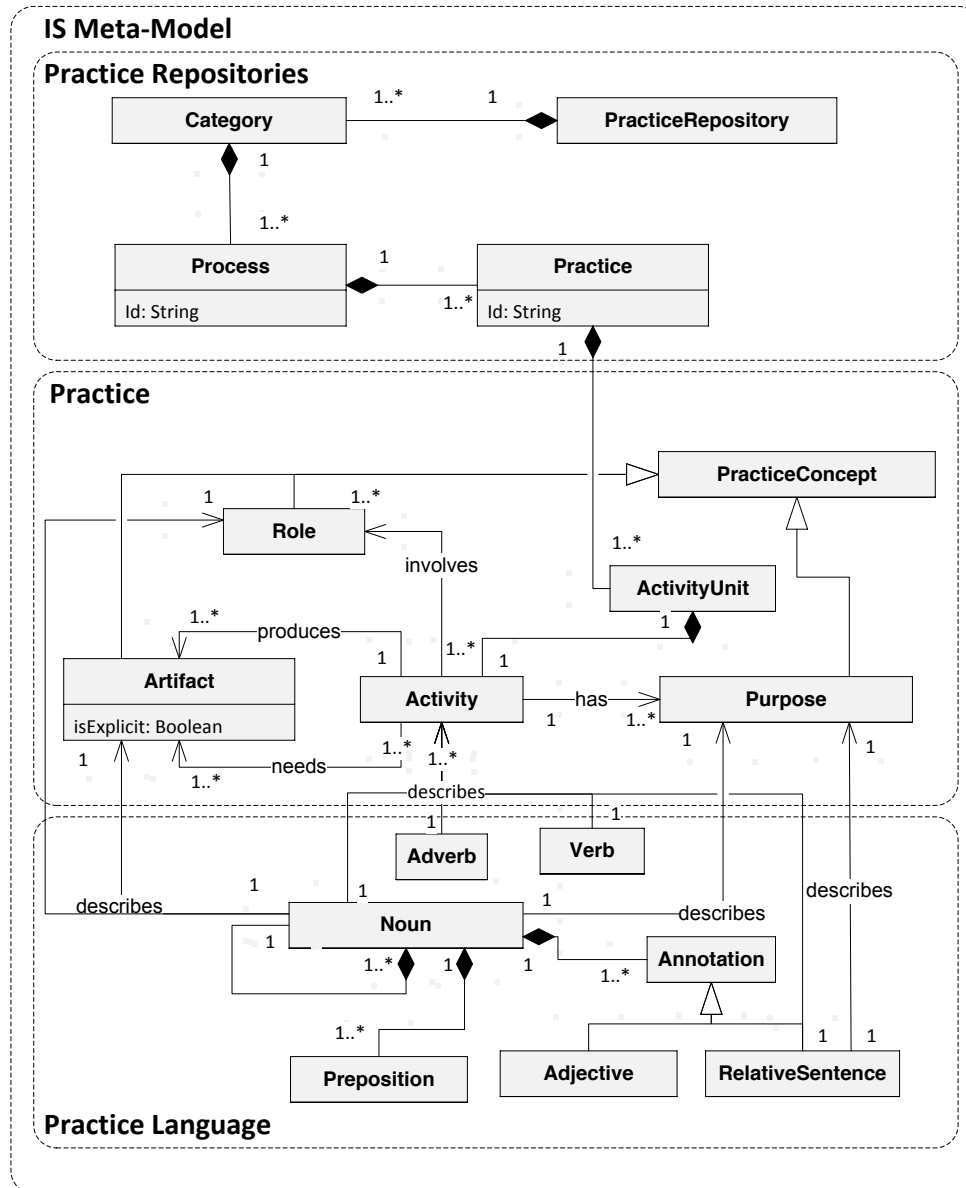 IS Meta-Model
Practice Repositories
1..* 1
Category PracticeRepository
1
1..*
Process 1 Practice
Id: String 1..* Id: String
1
Practice
PracticeConcept
1 1..*
Role
1..*
involves
ActivityUnit
1..* produces 1
1 1..* 1
Artifact Activity has Purpose
isExplicit: Boolean 1 1..*
1 1..* 1 1
1..* needs 1..*
describes
1 1
Adverb Verb
1 1 1 describes
describes describes
Noun
1 1..* 1 1 Annotation
1..*
1..* 1 1
Preposition Adjective RelativeSentence
Practice Language